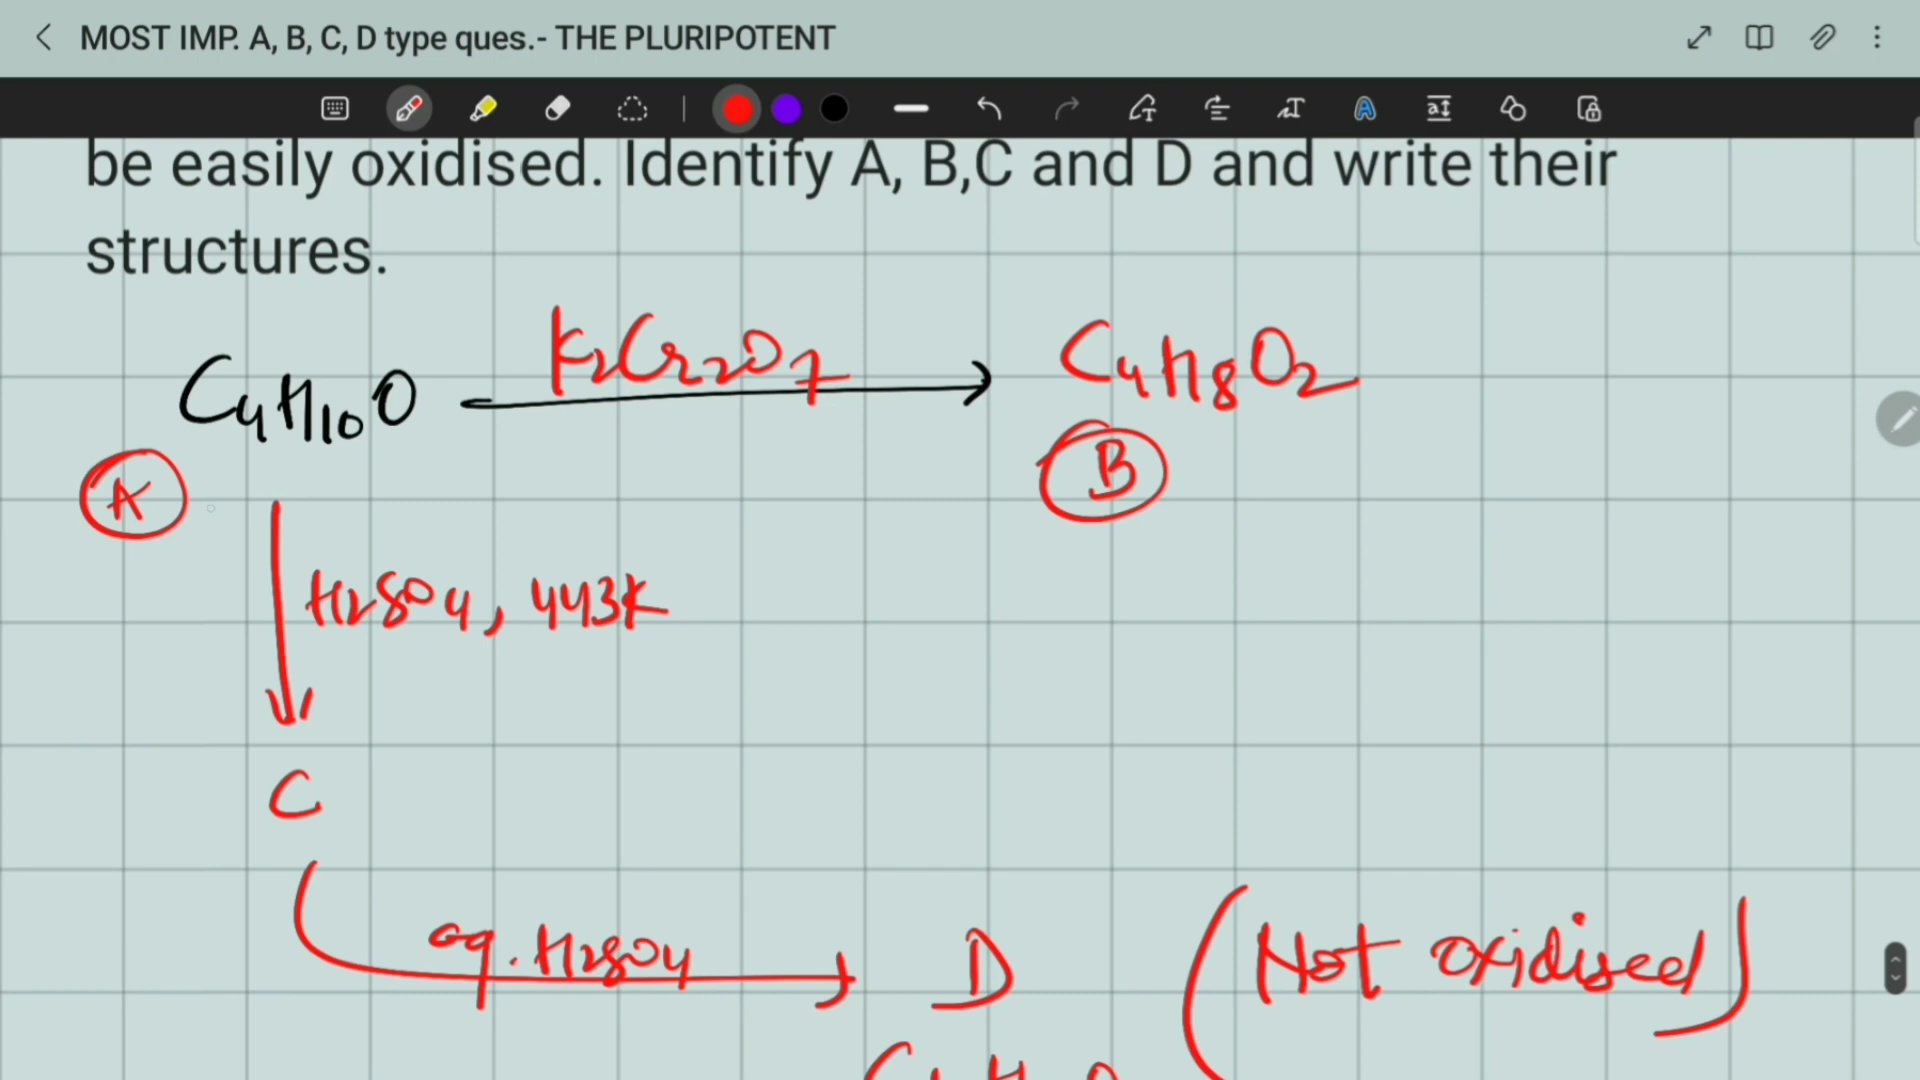 MOST IMP. A, B, C, D type ques.- THE PLURIPOTENT
be easily oxidised. Identify A, B,C and D and write their
structures.
C4H10O K2Cr2O7 C4H8O2
A B
H2SO4, 443K
C
aq. H2SO4 D (Not oxidised)